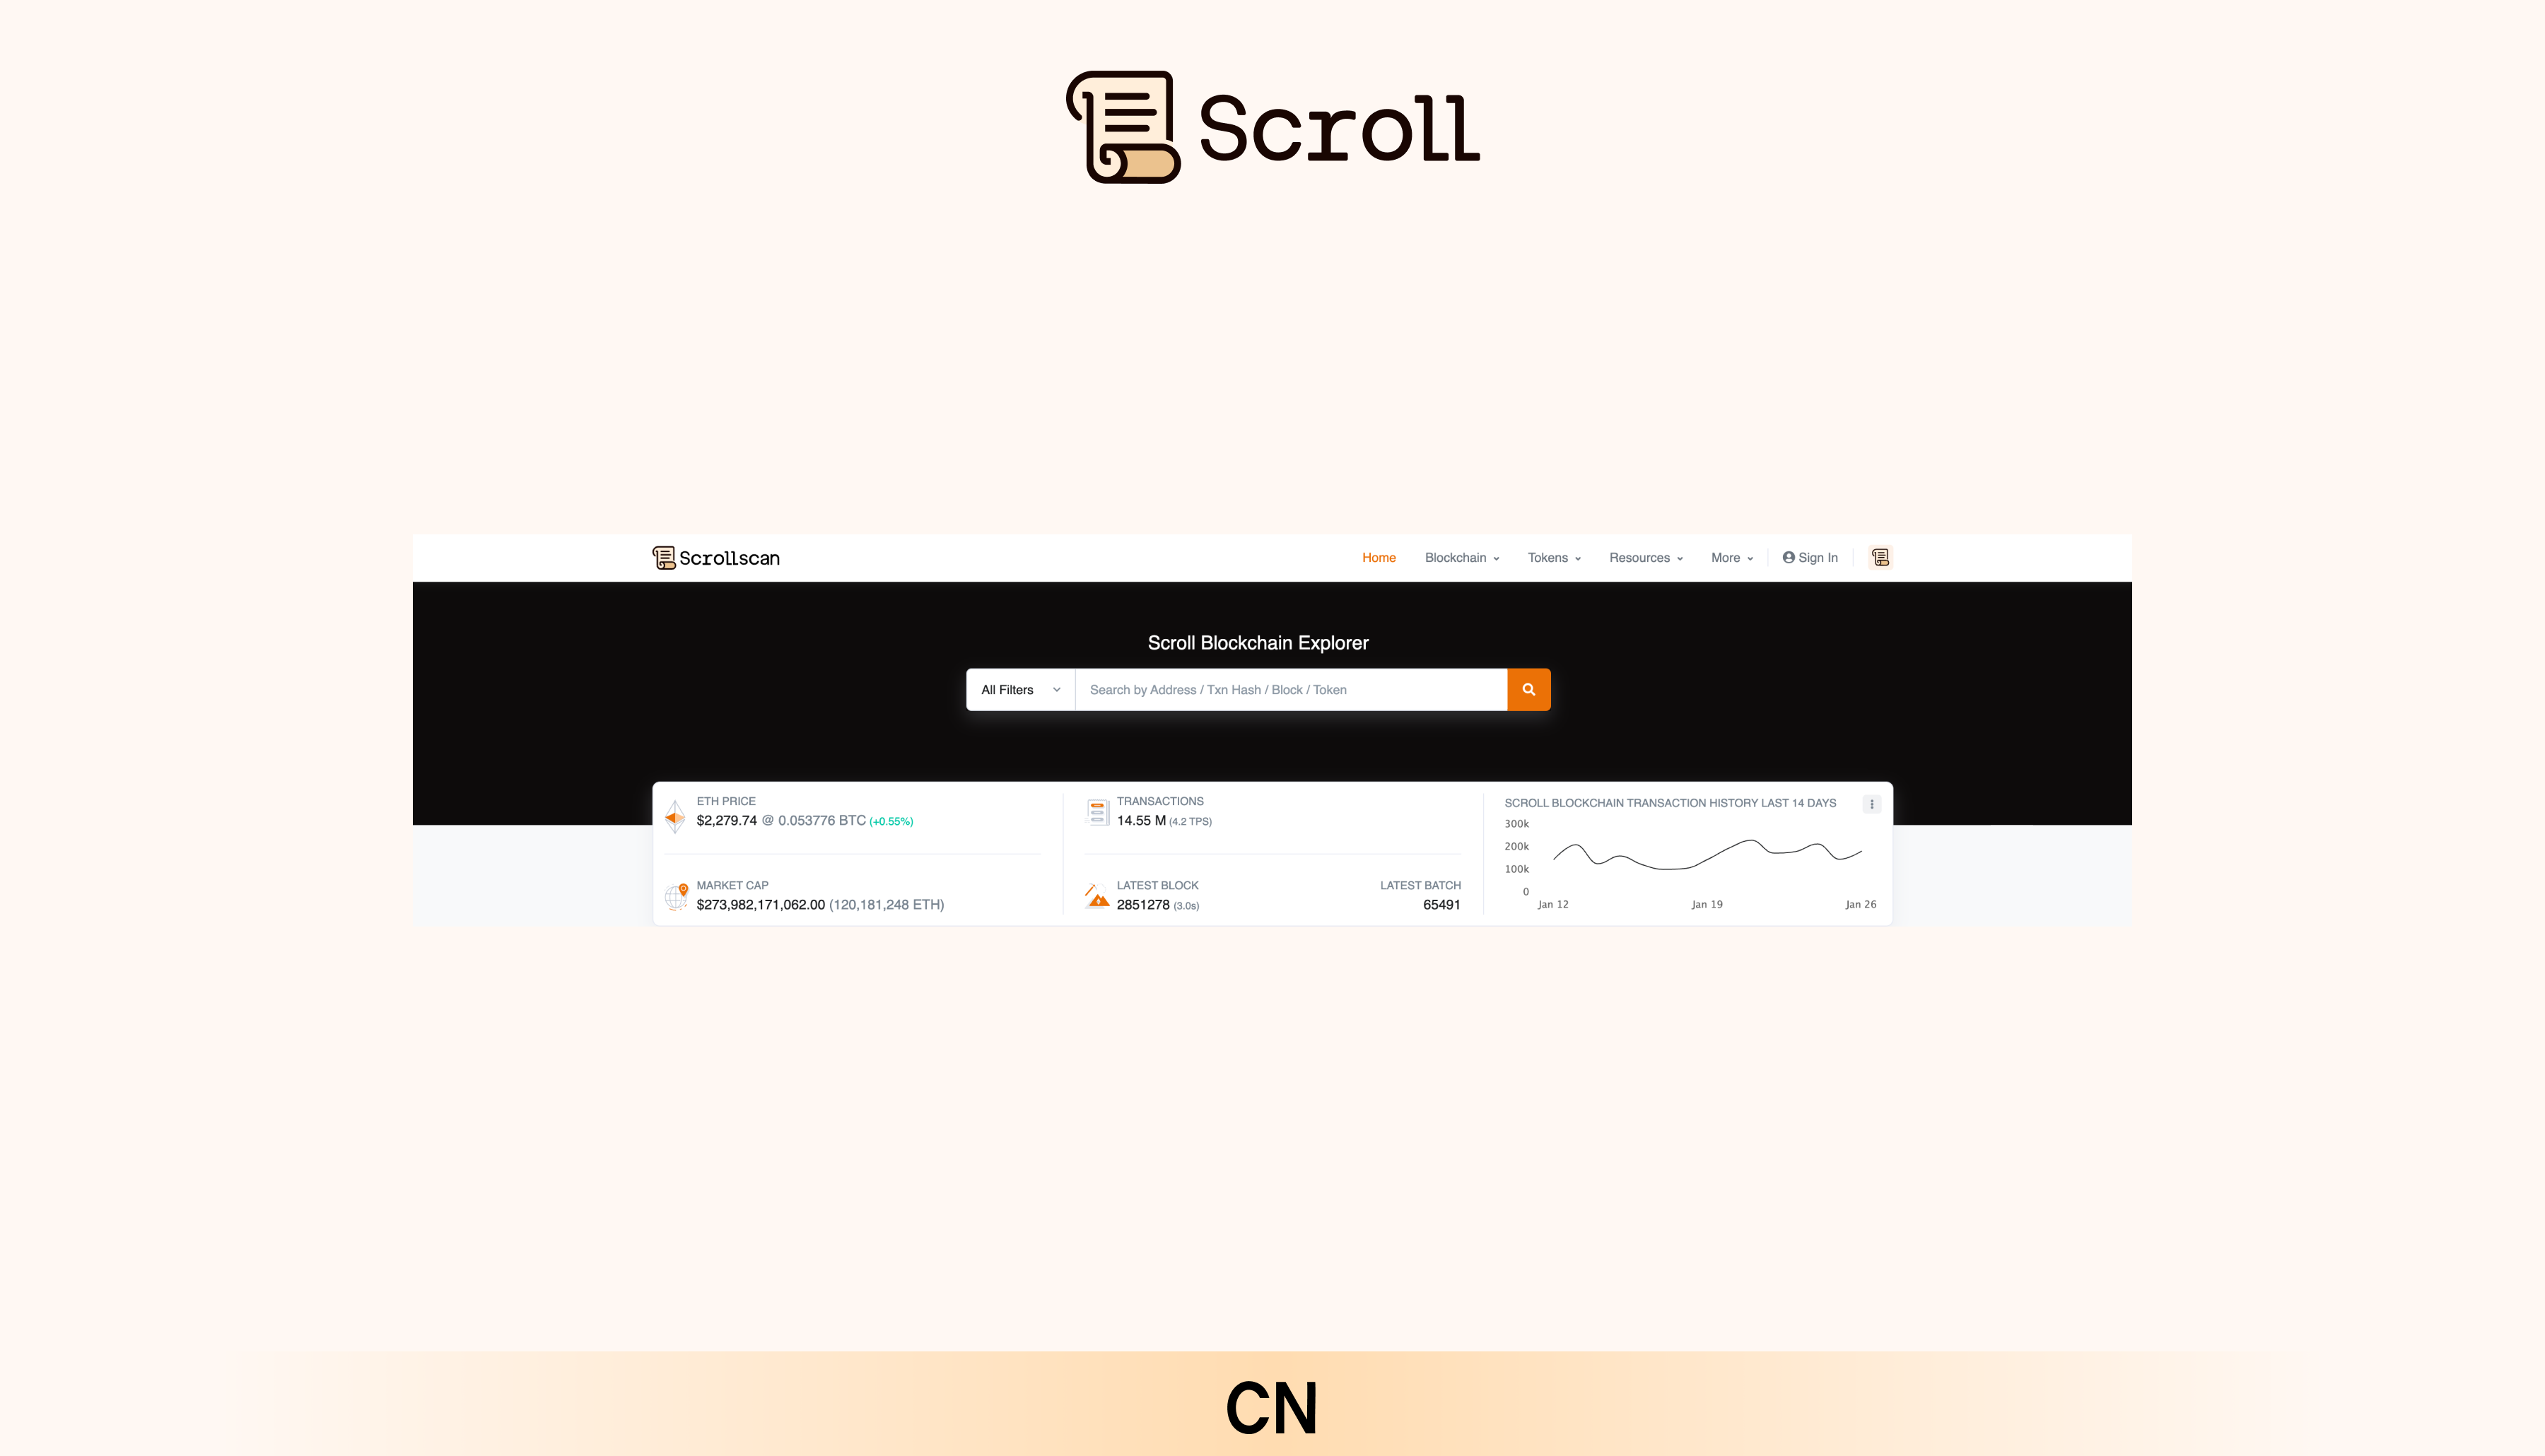 Scroll
Scrollscan
Home Blockchain Tokens Resources More Sign In
Scroll Blockchain Explorer
All Filters Search by Address / Txn Hash / Block / Token
ETH PRICE
$2,279.74 @ 0.053776 BTC (+0.55%)
MARKET CAP
$273,982,171,062.00 (120,181,248 ETH)
TRANSACTIONS
14.55 M (4.2 TPS)
LATEST BLOCK
2851278 (3.0s)
LATEST BATCH
65491
SCROLL BLOCKCHAIN TRANSACTION HISTORY LAST 14 DAYS
300k
200k
100k
0
Jan 12 Jan 19 Jan 26
CN